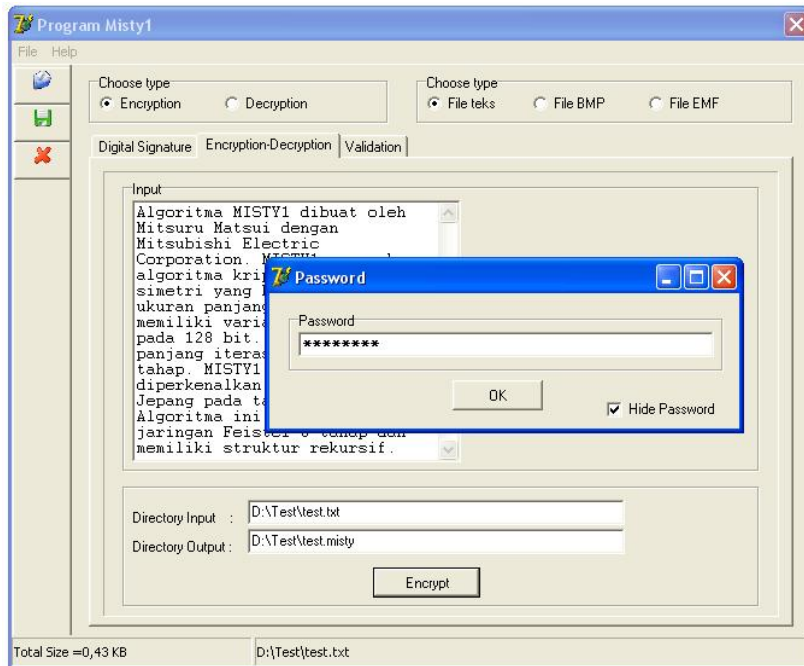 Program Misty1
File Help
Choose type
Encryption Decryption
Choose type
File teks File BMP File EMF
Digital Signature Encryption-Decryption Validation
Input
Algoritma MISTY1 dibuat oleh
Mitsuru Matsui dengan
Mitsubishi Electric
Corporation.
algoritma
simetri yang
ukuran panjang
memiliki
pada 128 bit.
panjang
tahap. MISTY1
diperkenalkan
Jepang pada
Algoritma ini
jaringan
memiliki struktur rekursif.
Password
Password
********
OK
Hide Password
Directory Input : D:\Test\test.txt
Directory Output : D:\Test\test.misty
Encrypt
Total Size =0,43 KB D:\Test\test.txt